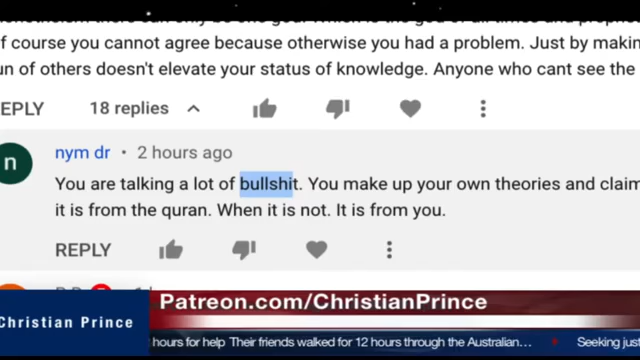 f course you cannot agree because otherwise you had a problem. Just by makin
un of others doesn't elevate your status of knowledge. Anyone who cant see the
EPLY 18 replies
n
nym dr • 2 hours ago
You are talking a lot of bullshit. You make up your own theories and claim
it is from the quran. When it is not. It is from you.
REPLY
Patreon.com/ChristianPrince
Christian Prince
hours for help Their friends walked for 12 hours through the Australian... Seeking jus